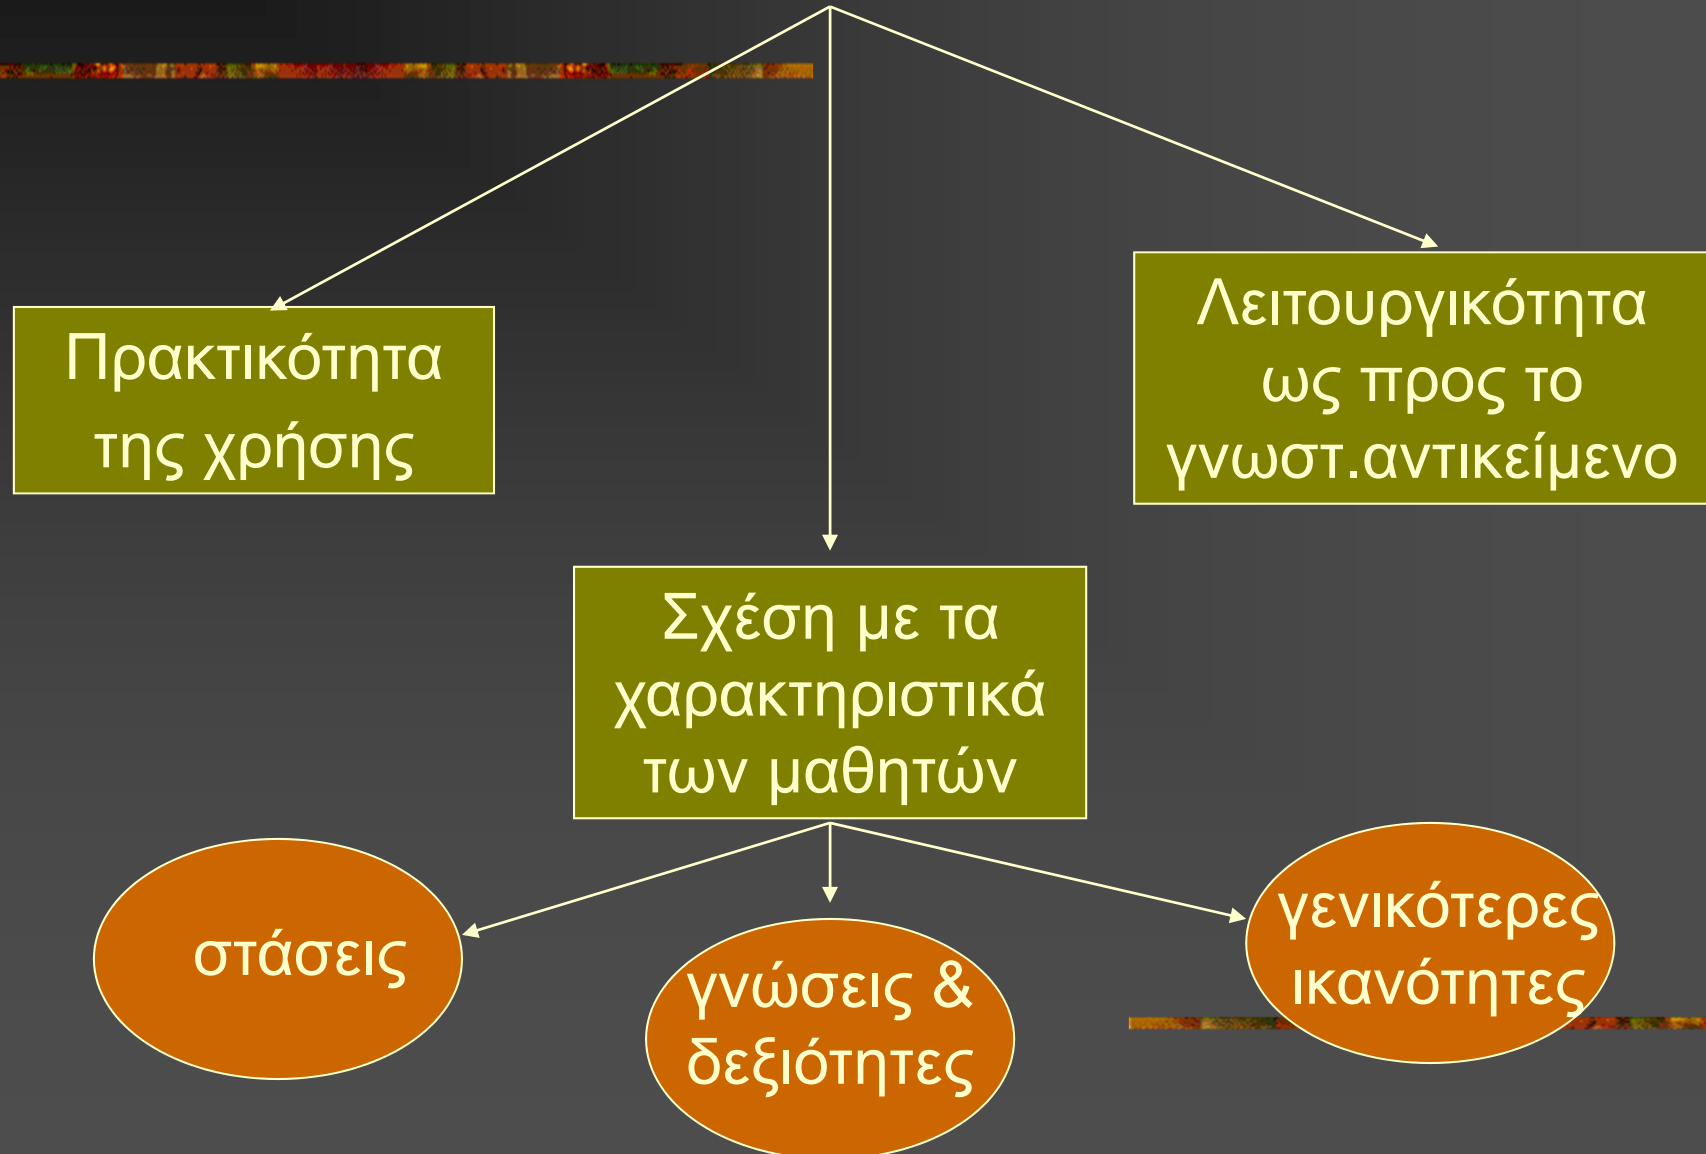 Πρακτικότητα
της χρήσης
Λειτουργικότητα
ως προς το
γνωστ.αντικείμενο
Σχέση με τα
χαρακτηριστικά
των μαθητών
στάσεις
γνώσεις &
δεξιότητες
γενικότερες
ικανότητες